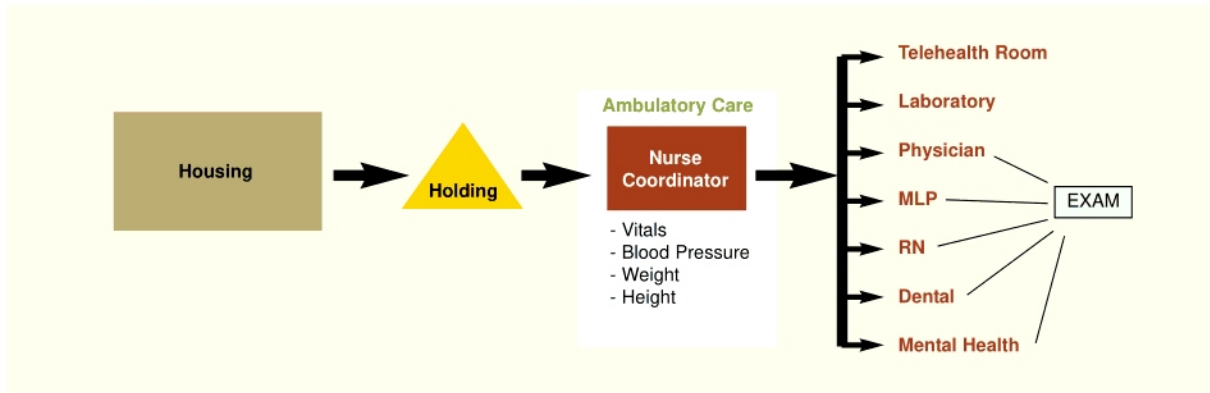 Housing
Holding
Ambulatory Care
Nurse
Coordinator
- Vitals
- Blood Pressure
- Weight
- Height
Telehealth Room
Laboratory
Physician
MLP
RN
Dental
Mental Health
EXAM